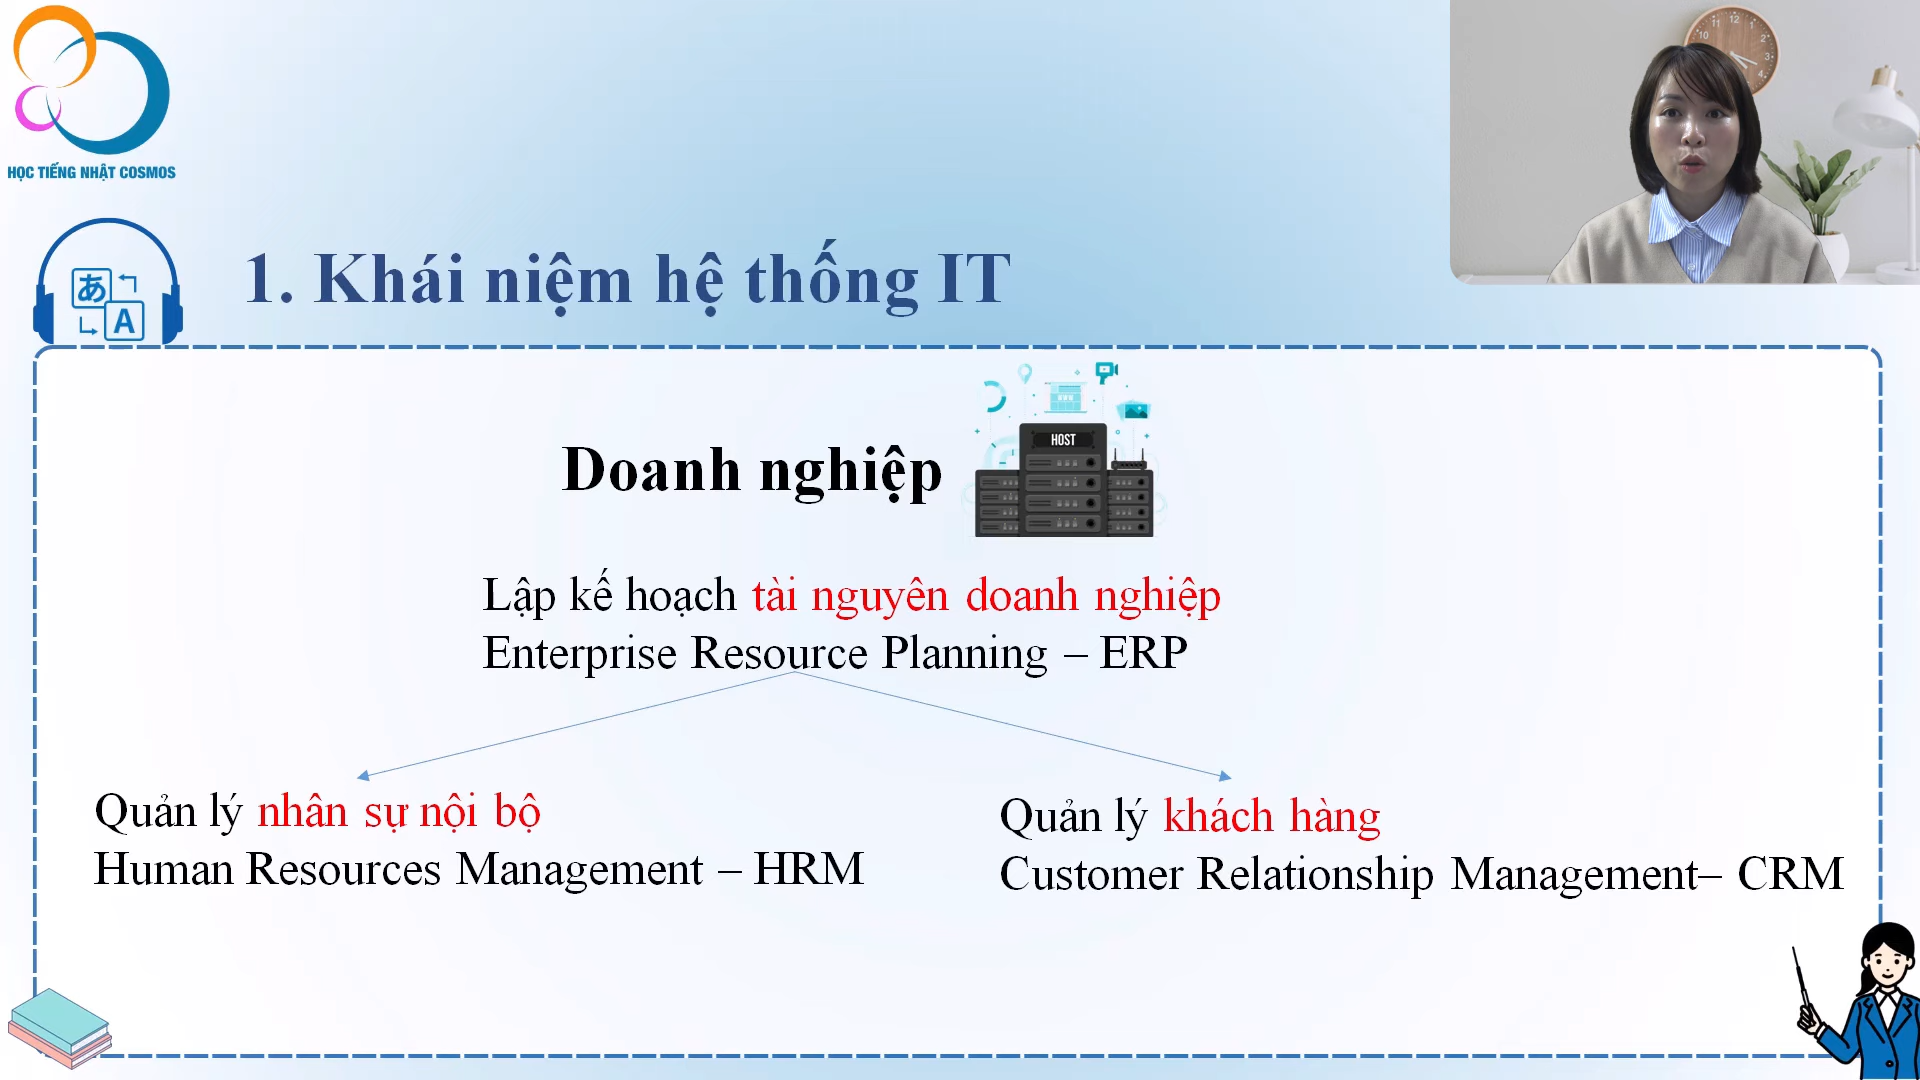 HỌC TIẾNG NHẬT COSMOS
あ
A
1. Khái niệm hệ thống IT
WWW
HOST
Doanh nghiệp
Lập kế hoạch tài nguyên doanh nghiệp
Enterprise Resource Planning – ERP
Quản lý nhân sự nội bộ
Human Resources Management – HRM
Quản lý khách hàng
Customer Relationship Management– CRM